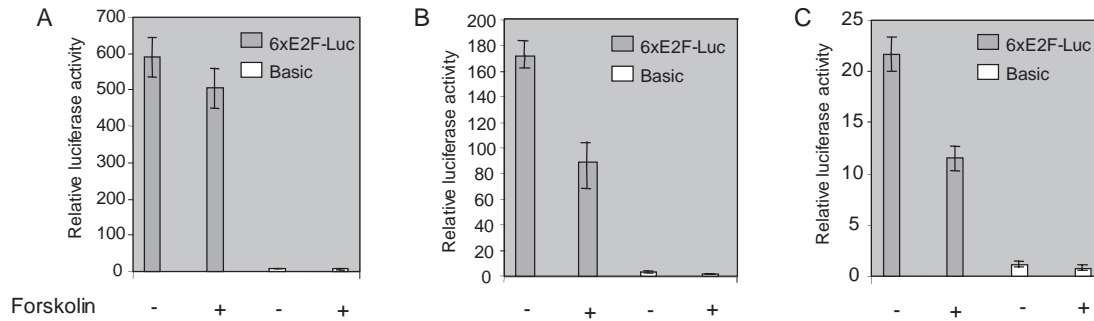 A
Relative luciferase activity
700
600
500
400
300
200
100
0
6xE2F-Luc
Basic
B
Relative luciferase activity
200
180
160
140
120
100
80
60
40
20
0
6xE2F-Luc
Basic
C
Relative luciferase activity
25
20
15
10
5
0
6xE2F-Luc
Basic
Forskolin - + - + - + - + - + - +